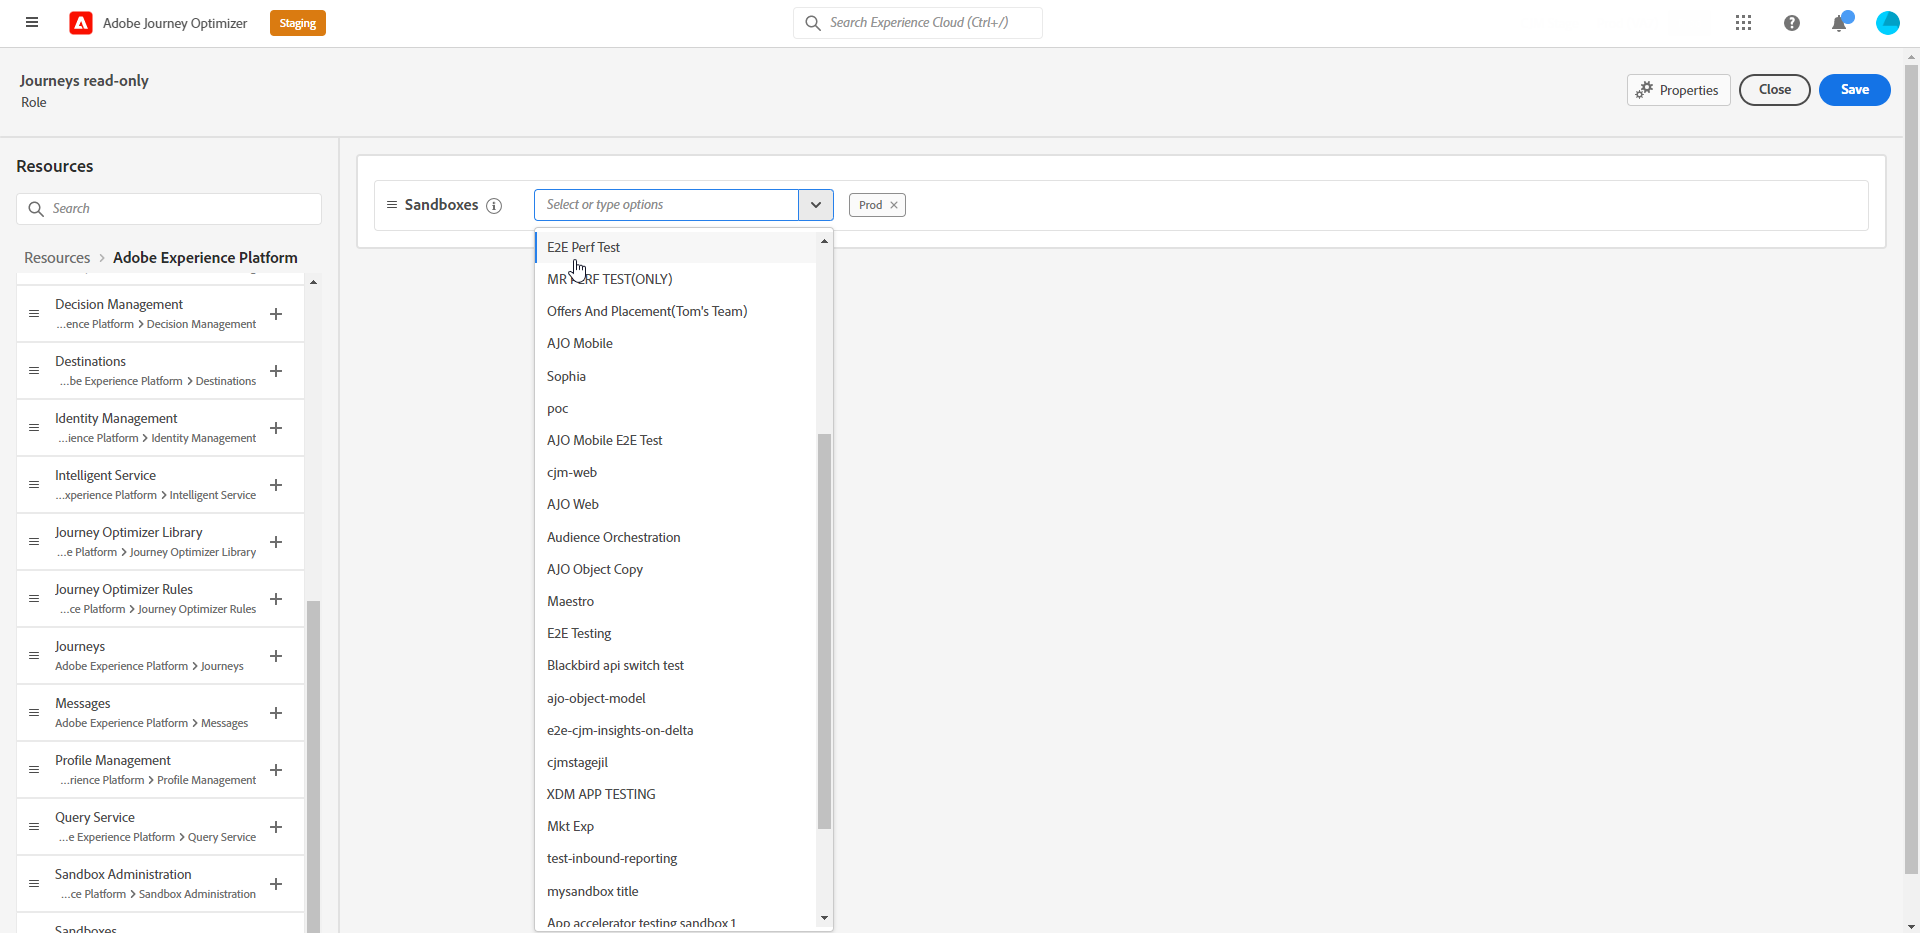 Adobe Journey Optimizer
Staging
Search Experience Cloud (Ctrl+/)
Journeys read-only
Role
Properties
Close
Save
Resources
Search
Resources > Adobe Experience Platform
Decision Management
...ence Platform > Decision Management
Destinations
...be Experience Platform > Destinations
Identity Management
...ience Platform > Identity Management
Intelligent Service
...xperience Platform > Intelligent Service
Journey Optimizer Library
...e Platform > Journey Optimizer Library
Journey Optimizer Rules
...ce Platform > Journey Optimizer Rules
Journeys
Adobe Experience Platform > Journeys
Messages
Adobe Experience Platform > Messages
Profile Management
...rience Platform > Profile Management
Query Service
...e Experience Platform > Query Service
Sandbox Administration
...ce Platform > Sandbox Administration
Sandboxes
Sandboxes
Select or type options
Prod
E2E Perf Test
MR PERF TEST(ONLY)
Offers And Placement(Tom's Team)
AJO Mobile
Sophia
poc
AJO Mobile E2E Test
cjm-web
AJO Web
Audience Orchestration
AJO Object Copy
Maestro
E2E Testing
Blackbird api switch test
ajo-object-model
e2e-cjm-insights-on-delta
cjmstagejil
XDM APP TESTING
Mkt Exp
test-inbound-reporting
mysandbox title
App accelerator testing sandbox 1